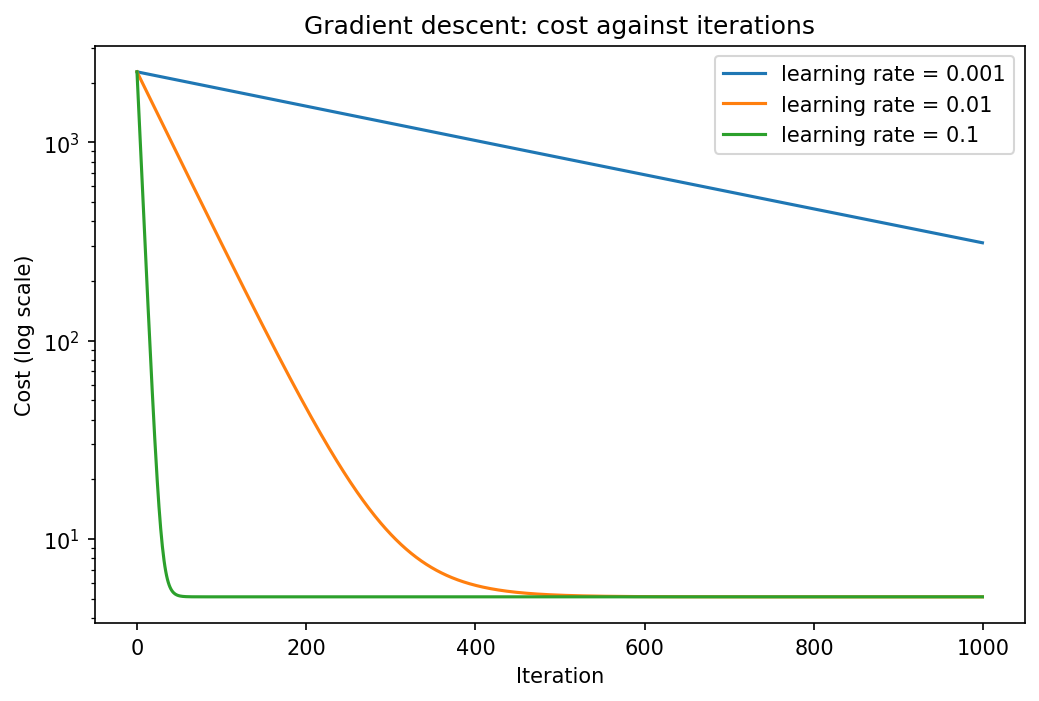 Gradient descent: cost against iterations
learning rate = 0.001
learning rate = 0.01
learning rate = 0.1
Cost (log scale)
10³
10²
10¹
0 200 400 600 800 1000
Iteration